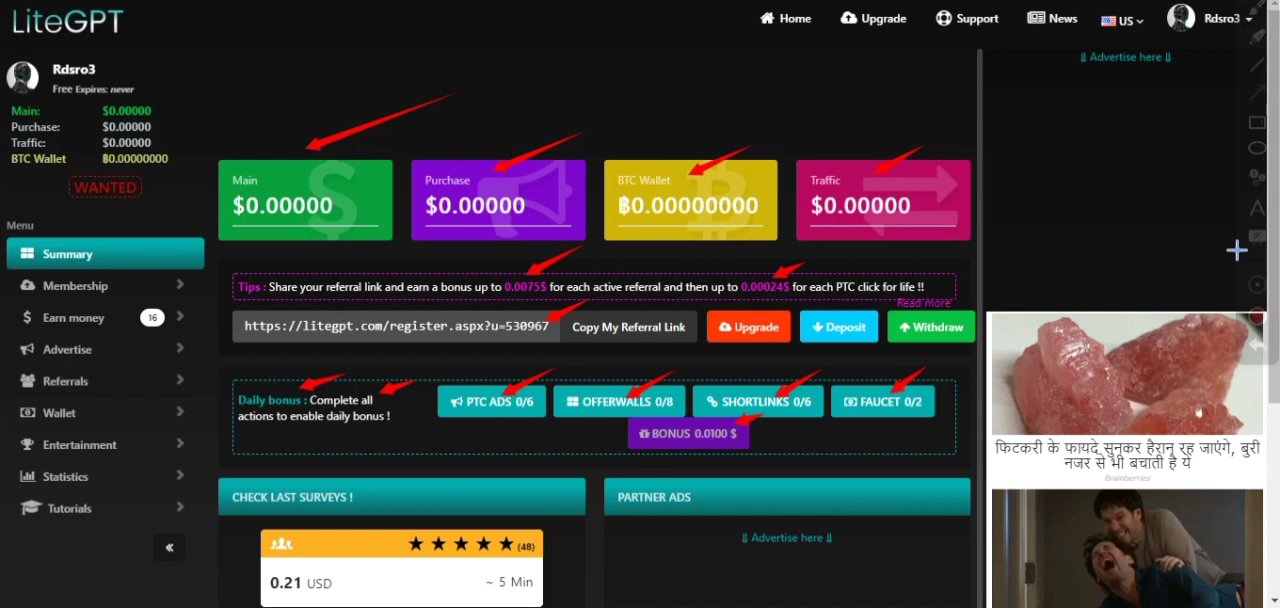 LiteGPT
Home
Upgrade
Support
News
US
Rdsro3
Rdsro3
Free Expires: never
Main: $0.00000
Purchase: $0.00000
Traffic: $0.00000
BTC Wallet ฿0.00000000
WANTED
Menu
Summary
Membership
Earn money 16
Advertise
Referrals
Wallet
Entertainment
Statistics
Tutorials
«
Main
$0.00000
Purchase
$0.00000
BTC Wallet
฿0.00000000
Traffic
$0.00000
Tips : Share your referral link and earn a bonus up to 0.0075$ for each active referral and then up to 0.00024$ for each PTC click for life !!
Read more
https://litegpt.com/register.aspx?u=530967
Copy My Referral Link
Upgrade
Deposit
Withdraw
Daily bonus : Complete all
actions to enable daily bonus !
PTC ADS 0/6
OFFERWALLS 0/8
SHORTLINKS 0/6
FAUCET 0/2
BONUS 0.0100 $
CHECK LAST SURVEYS !
(48)
0.21 USD
~ 5 Min
PARTNER ADS
⇓ Advertise here ⇓
⇓ Advertise here ⇓
फिटकरी के फायदे सुनकर हैरान रह जाएंगे, बुरी
नजर से भी बचाती है ये
Brainberries